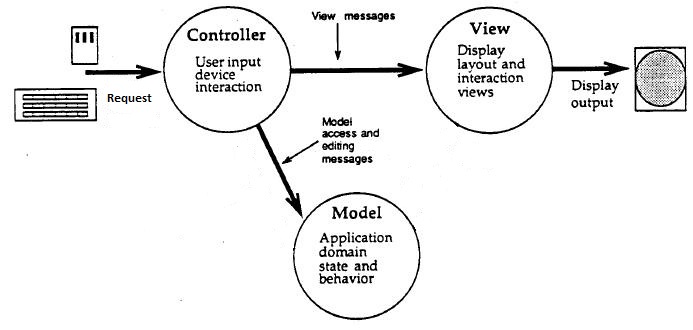 View messages
Controller
User input
device
interaction
View
Display
layout and
interaction
views
Request
Display
output
Model
access and
editing
messages
Model
Application
domain
state and
behavior